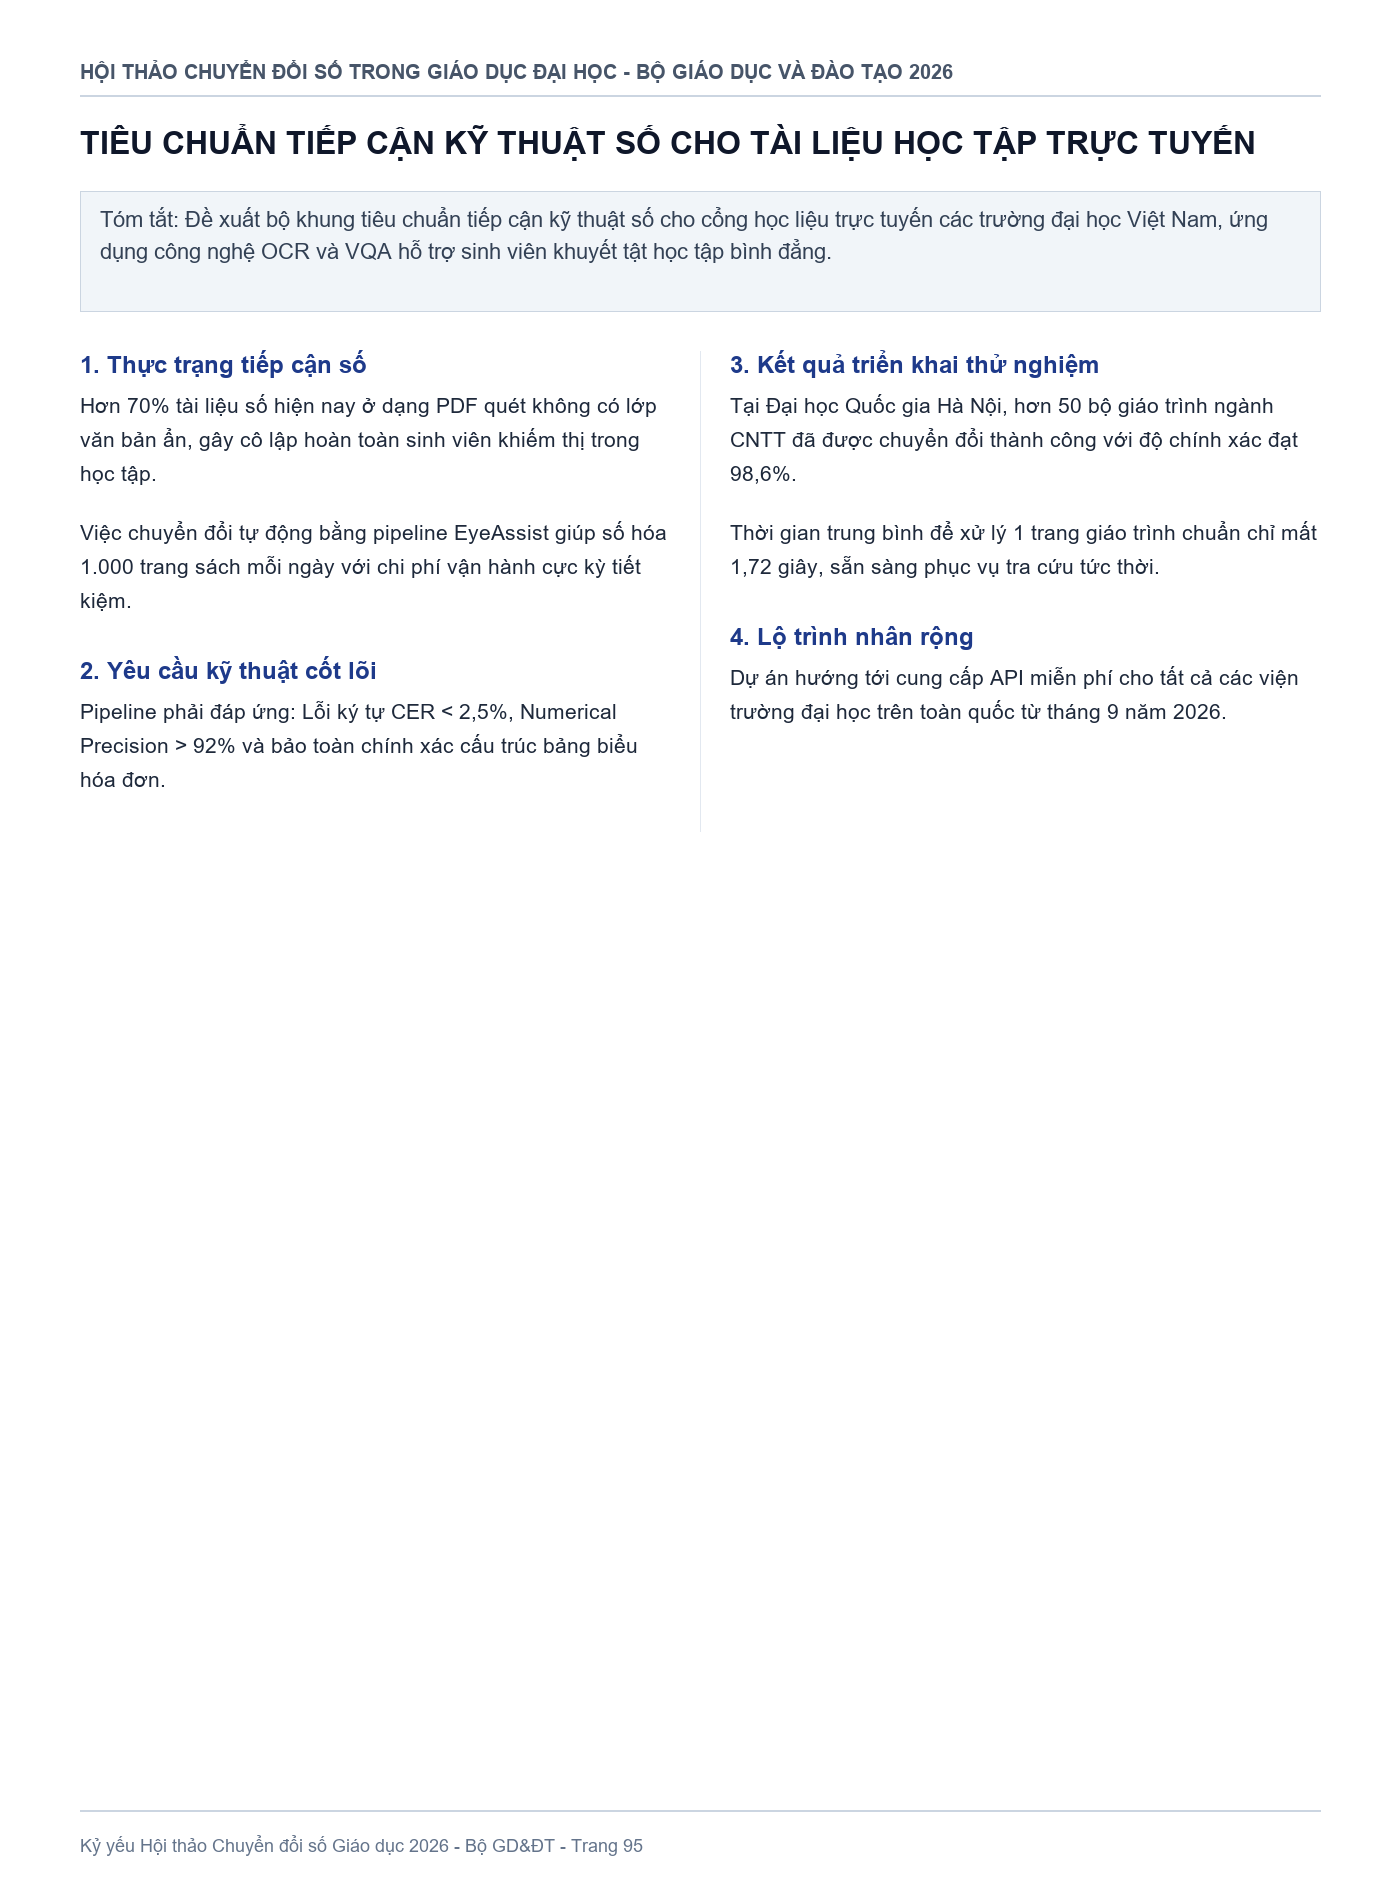 HỘI THẢO CHUYỂN ĐỔI SỐ TRONG GIÁO DỤC ĐẠI HỌC - BỘ GIÁO DỤC VÀ ĐÀO TẠO 2026
TIÊU CHUẨN TIẾP CẬN KỸ THUẬT SỐ CHO TÀI LIỆU HỌC TẬP TRỰC TUYẾN
Tóm tắt: Đề xuất bộ khung tiêu chuẩn tiếp cận kỹ thuật số cho cổng học liệu trực tuyến các trường đại học Việt Nam, ứng
dụng công nghệ OCR và VQA hỗ trợ sinh viên khuyết tật học tập bình đẳng.
1. Thực trạng tiếp cận số
Hơn 70% tài liệu số hiện nay ở dạng PDF quét không có lớp
văn bản ẩn, gây cô lập hoàn toàn sinh viên khiếm thị trong
học tập.
Việc chuyển đổi tự động bằng pipeline EyeAssist giúp số hóa
1.000 trang sách mỗi ngày với chi phí vận hành cực kỳ tiết
kiệm.
2. Yêu cầu kỹ thuật cốt lõi
Pipeline phải đáp ứng: Lỗi ký tự CER < 2,5%, Numerical
Precision > 92% và bảo toàn chính xác cấu trúc bảng biểu
hóa đơn.
3. Kết quả triển khai thử nghiệm
Tại Đại học Quốc gia Hà Nội, hơn 50 bộ giáo trình ngành
CNTT đã được chuyển đổi thành công với độ chính xác đạt
98,6%.
Thời gian trung bình để xử lý 1 trang giáo trình chuẩn chỉ mất
1,72 giây, sẵn sàng phục vụ tra cứu tức thời.
4. Lộ trình nhân rộng
Dự án hướng tới cung cấp API miễn phí cho tất cả các viện
trường đại học trên toàn quốc từ tháng 9 năm 2026.
Kỷ yếu Hội thảo Chuyển đổi số Giáo dục 2026 - Bộ GD&ĐT - Trang 95